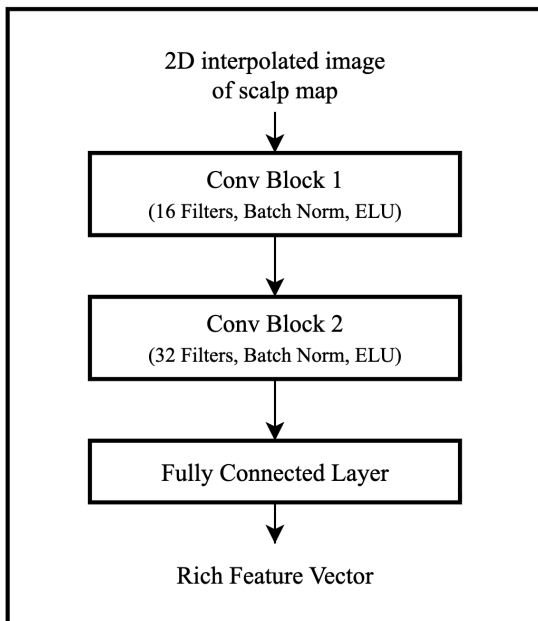 2D interpolated image
of scalp map
Conv Block 1
(16 Filters, Batch Norm, ELU)
Conv Block 2
(32 Filters, Batch Norm, ELU)
Fully Connected Layer
Rich Feature Vector